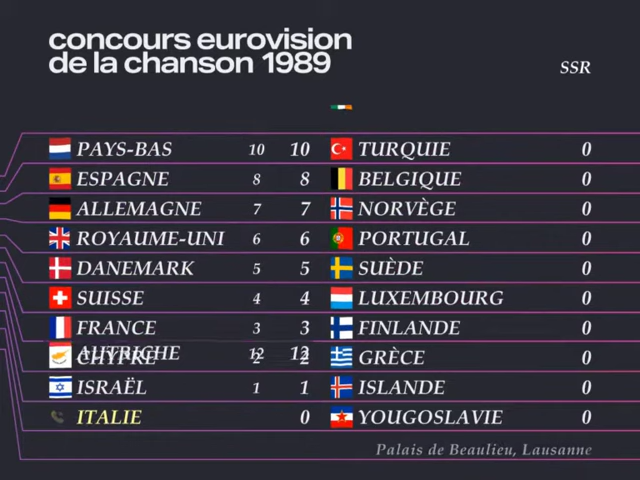 concours eurovision
de la chanson 1989
SSR
PAYS-BAS 10 10
ESPAGNE 8 8
ALLEMAGNE 7 7
ROYAUME-UNI 6 6
DANEMARK 5 5
SUISSE 4 4
FRANCE 3 3
AUTRICHE 12 12
CHYPRE 2 2
ISRAËL 1 1
ITALIE 0
TURQUIE 0
BELGIQUE 0
NORVÈGE 0
PORTUGAL 0
SUÈDE 0
LUXEMBOURG 0
FINLANDE 0
GRÈCE 0
ISLANDE 0
YOUGOSLAVIE 0
Palais de Beaulieu, Lausanne